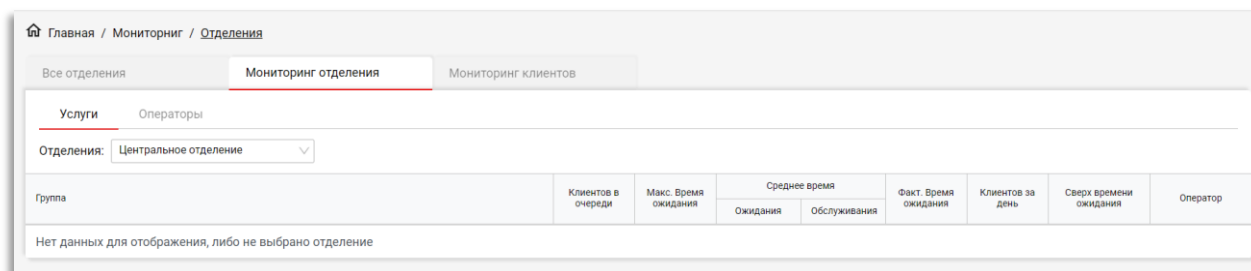 Главная / Мониторниг / Отделения
Все отделения Мониторинг отделения Мониторинг клиентов
Услуги Операторы
Отделения: Центральное отделение
Группа Клиентов в очереди Макс. Время ожидания Среднее время Ожидания Обслуживания Факт. Время ожидания Клиентов за день Сверх времени ожидания Оператор
Нет данных для отображения, либо не выбрано отделение